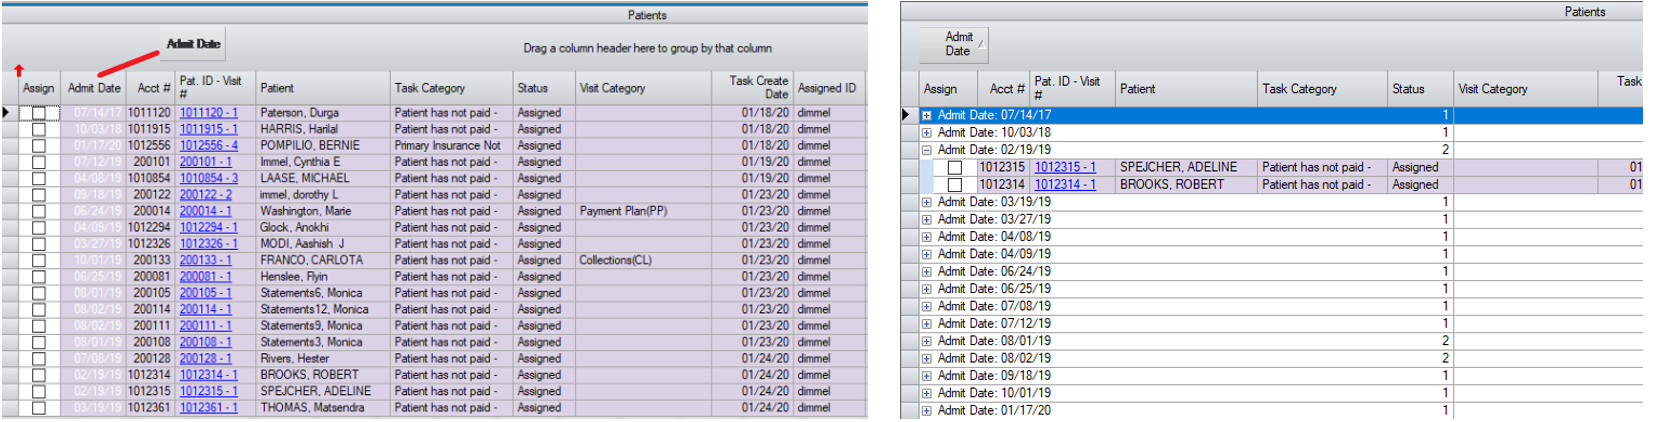 Patients
Admit Date
Drag a column header here to group by that column
Assign Admit Date Acct # Pat. ID - Visit # Patient Task Category Status Visit Category Task Create Date Assigned ID
07/14/17 1011120 1011120 - 1 Paterson, Durga Patient has not paid - Assigned 01/18/20 dimmel
10/03/18 1011915 1011915 - 1 HARRIS, Harilal Patient has not paid - Assigned 01/18/20 dimmel
01/17/20 1012556 1012556 - 4 POMPILIO, BERNIE Primary Insurance Not Assigned 01/18/20 dimmel
07/12/19 200101 200101 - 1 Immel, Cynthia E Patient has not paid - Assigned 01/19/20 dimmel
04/08/19 1010854 1010854 - 3 LAASE, MICHAEL Patient has not paid - Assigned 01/19/20 dimmel
09/18/19 200122 200122 - 2 immel, dorothy L Patient has not paid - Assigned 01/23/20 dimmel
06/24/19 200014 200014 - 1 Washington, Marie Patient has not paid - Assigned Payment Plan(PP) 01/23/20 dimmel
04/09/19 1012294 1012294 - 1 Glock, Anokhi Patient has not paid - Assigned 01/23/20 dimmel
03/27/19 1012326 1012326 - 1 MODI, Aashish J Patient has not paid - Assigned 01/23/20 dimmel
10/01/19 200133 200133 - 1 FRANCO, CARLOTA Patient has not paid - Assigned Collections(CL) 01/23/20 dimmel
06/25/19 200081 200081 - 1 Henslee, Flyin Patient has not paid - Assigned 01/23/20 dimmel
08/01/19 200105 200105 - 1 Statements6, Monica Patient has not paid - Assigned 01/23/20 dimmel
08/02/19 200114 200114 - 1 Statements12, Monica Patient has not paid - Assigned 01/23/20 dimmel
08/02/19 200111 200111 - 1 Statements9, Monica Patient has not paid - Assigned 01/23/20 dimmel
08/01/19 200108 200108 - 1 Statements3, Monica Patient has not paid - Assigned 01/23/20 dimmel
07/08/19 200128 200128 - 1 Rivers, Hester Patient has not paid - Assigned 01/24/20 dimmel
02/19/19 1012314 1012314 - 1 BROOKS, ROBERT Patient has not paid - Assigned 01/24/20 dimmel
02/19/19 1012315 1012315 - 1 SPEJCHER, ADELINE Patient has not paid - Assigned 01/24/20 dimmel
03/19/19 1012361 1012361 - 1 THOMAS, Matsendra Patient has not paid - Assigned 01/24/20 dimmel
Patients
Admit
Date
Assign Acct # Pat. ID - Visit # Patient Task Category Status Visit Category Task
Admit Date: 07/14/17 1
Admit Date: 10/03/18 1
Admit Date: 02/19/19 2
1012315 1012315 - 1 SPEJCHER, ADELINE Patient has not paid - Assigned 01
1012314 1012314 - 1 BROOKS, ROBERT Patient has not paid - Assigned 01
Admit Date: 03/19/19 1
Admit Date: 03/27/19 1
Admit Date: 04/08/19 1
Admit Date: 04/09/19 1
Admit Date: 06/24/19 1
Admit Date: 06/25/19 1
Admit Date: 07/08/19 1
Admit Date: 07/12/19 1
Admit Date: 08/01/19 2
Admit Date: 08/02/19 2
Admit Date: 09/18/19 1
Admit Date: 10/01/19 1
Admit Date: 01/17/20 1